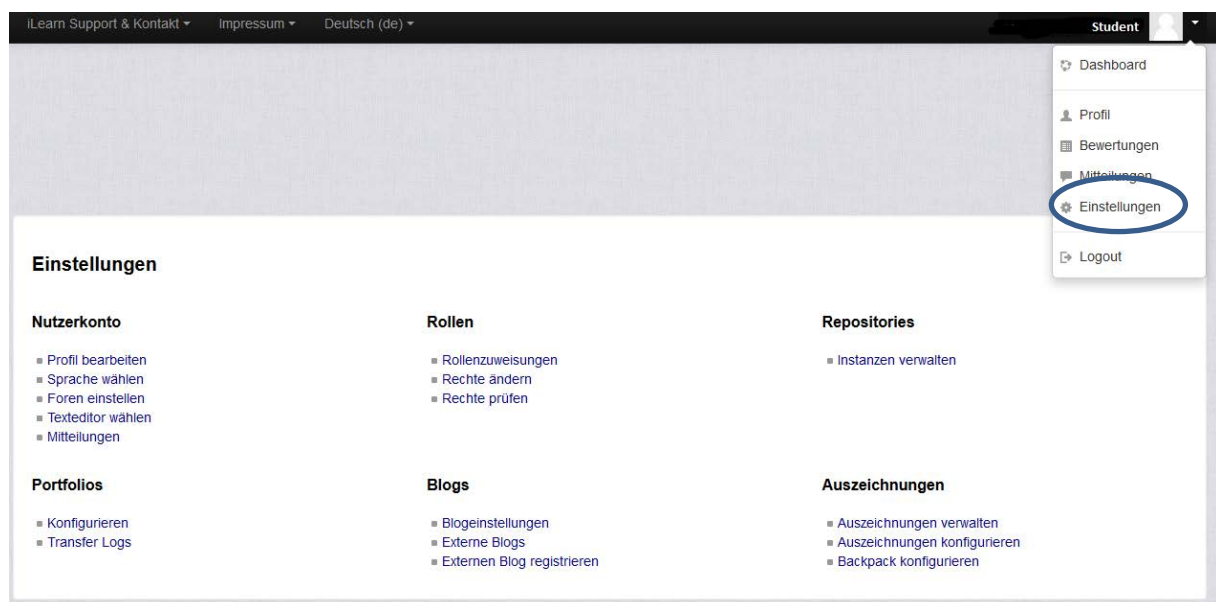 iLearn Support & Kontakt Impressum Deutsch (de) Student
Dashboard
Profil
Bewertungen
Mitteilungen
Einstellungen
Logout
Einstellungen
Nutzerkonto
Profil bearbeiten
Sprache wählen
Foren einstellen
Texteditor wählen
Mitteilungen
Rollen
Rollenzuweisungen
Rechte ändern
Rechte prüfen
Repositories
Instanzen verwalten
Portfolios
Konfigurieren
Transfer Logs
Blogs
Blogeinstellungen
Externe Blogs
Externen Blog registrieren
Auszeichnungen
Auszeichnungen verwalten
Auszeichnungen konfigurieren
Backpack konfigurieren